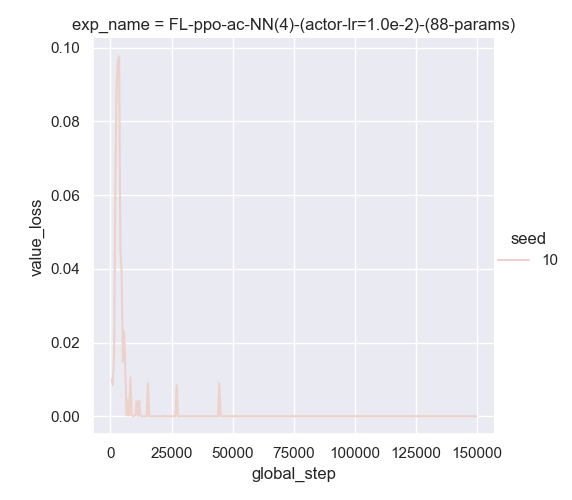 exp_name = FL-ppo-ac-NN(4)-(actor-lr=1.0e-2)-(88-params)
0.10
0.08
0.06
0.04
0.02
0.00
value_loss
0 25000 50000 75000 100000 125000 150000
global_step
seed
10